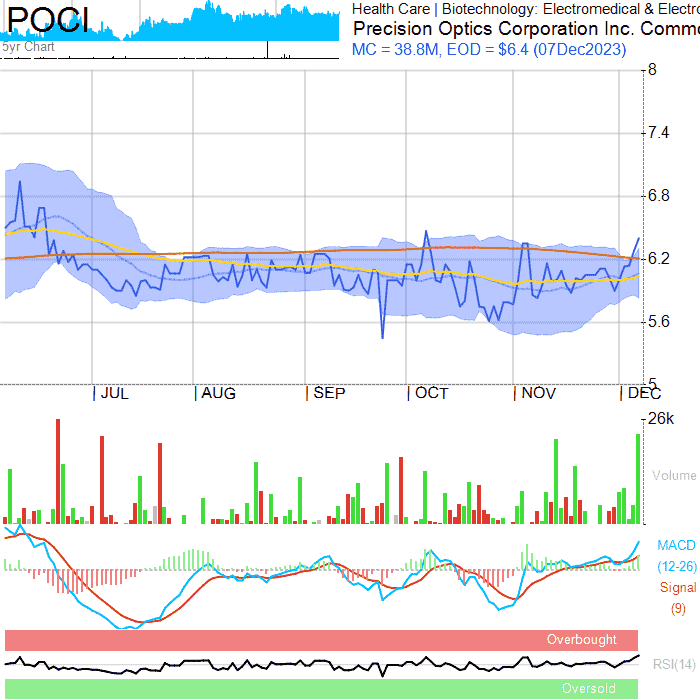 POCI
5yr Chart
Health Care | Biotechnology: Electromedical & Electro
Precision Optics Corporation Inc. Commo
MC = 38.8M, EOD = $6.4 (07Dec2023)
8
7.4
6.8
6.2
5.6
5
JUL AUG SEP OCT NOV DEC
26k
Volume
MACD
(12-26)
Signal
(9)
Overbought
RSI(14)
Oversold